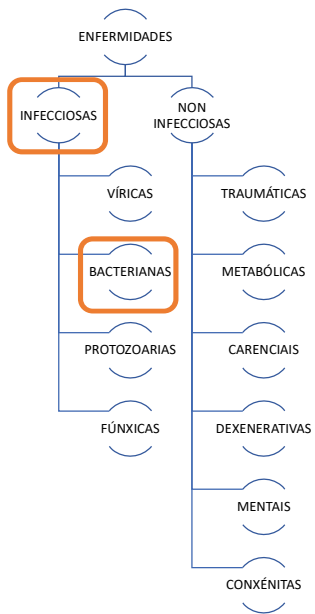 ENFERMIDADES
INFECCIOSAS
NON
INFECCIOSAS
VÍRICAS
BACTERIANAS
PROTOZOARIAS
FÚNXICAS
TRAUMÁTICAS
METABÓLICAS
CARENCIAIS
DEXENERATIVAS
MENTAIS
CONXÉNITAS